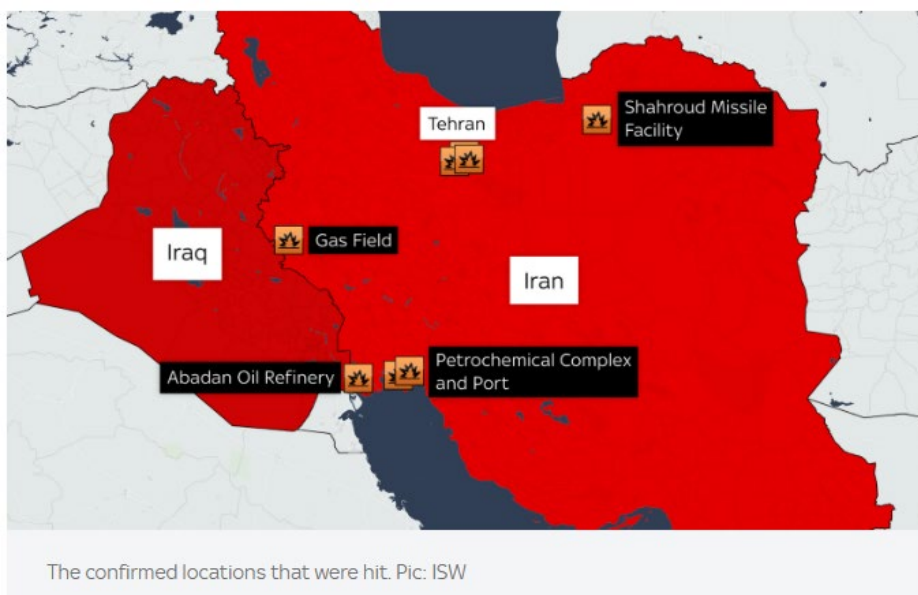 Tehran
Shahroud Missile
Facility
Gas Field
Iraq
Iran
Abadan Oil Refinery
Petrochemical Complex
and Port
The confirmed locations that were hit. Pic: ISW